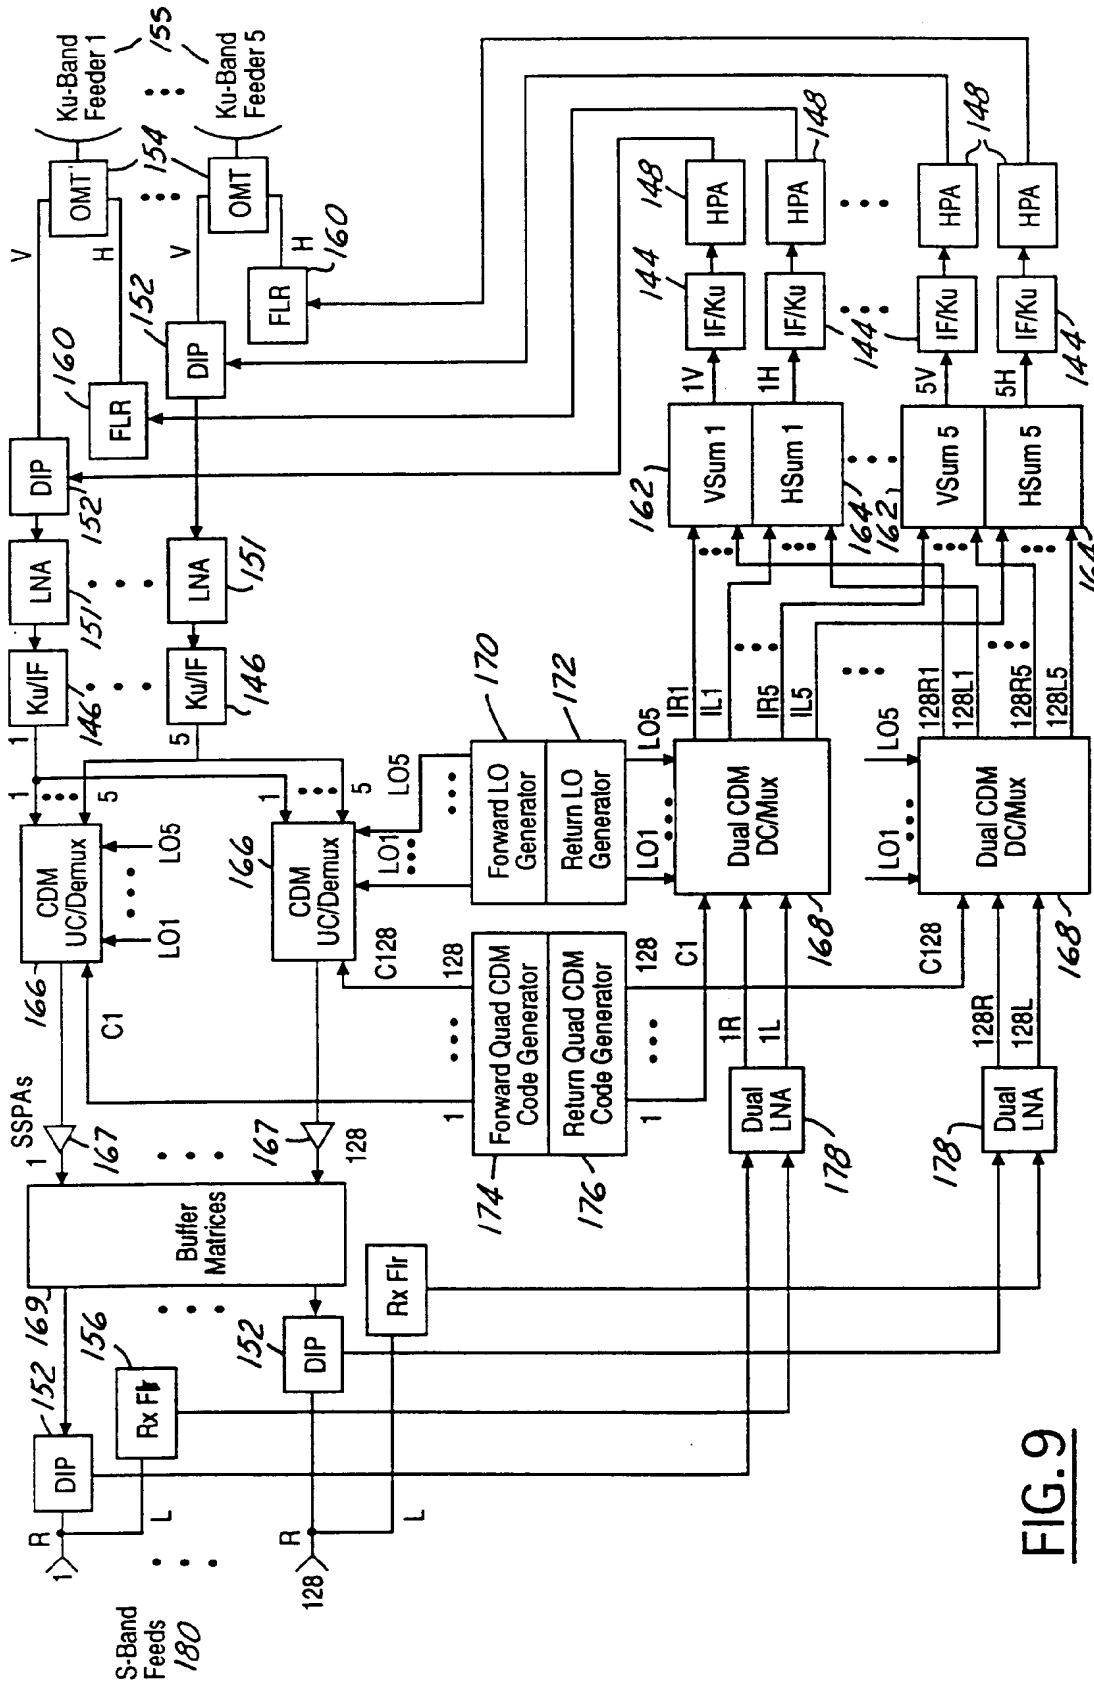 S-Band
Feeds
180
1
R
L
128
R
L
DIP
152
Rx Flr
156
DIP
152
Rx Flr
169
Buffer
Matrices
SSPAs
1
167
167
128
C1
C128
166
CDM
UC/Demux
LO1
LO5
166
CDM
UC/Demux
LO1
LO5
1
5
1
5
1
5
Ku/IF
146'
Ku/IF
146
LNA
151'
LNA
151
DIP
152'
DIP
152
FLR
160
FLR
160
V
H
V
H
OMT'
154
OMT
Ku-Band
Feeder 1
155
Ku-Band
Feeder 5
174
Forward Quad CDM
Code Generator
1
128
176
Return Quad CDM
Code Generator
1
128
Forward LO
Generator
170
Return LO
Generator
172
LO1
LO5
Dual
LNA
178
1R
1L
C1
Dual CDM
DC/Mux
168
IR1
IL1
IR5
IL5
Dual
LNA
178
128R
128L
C128
LO1
LO5
Dual CDM
DC/Mux
168
128R1
128L1
128R5
128L5
162
VSum 1
HSum 1
164
162
VSum 5
HSum 5
164
1V
1H
5V
5H
144
IF/Ku
IF/Ku
144
IF/Ku
IF/Ku
144
148
HPA
HPA
148
HPA
HPA
148
FIG. 9